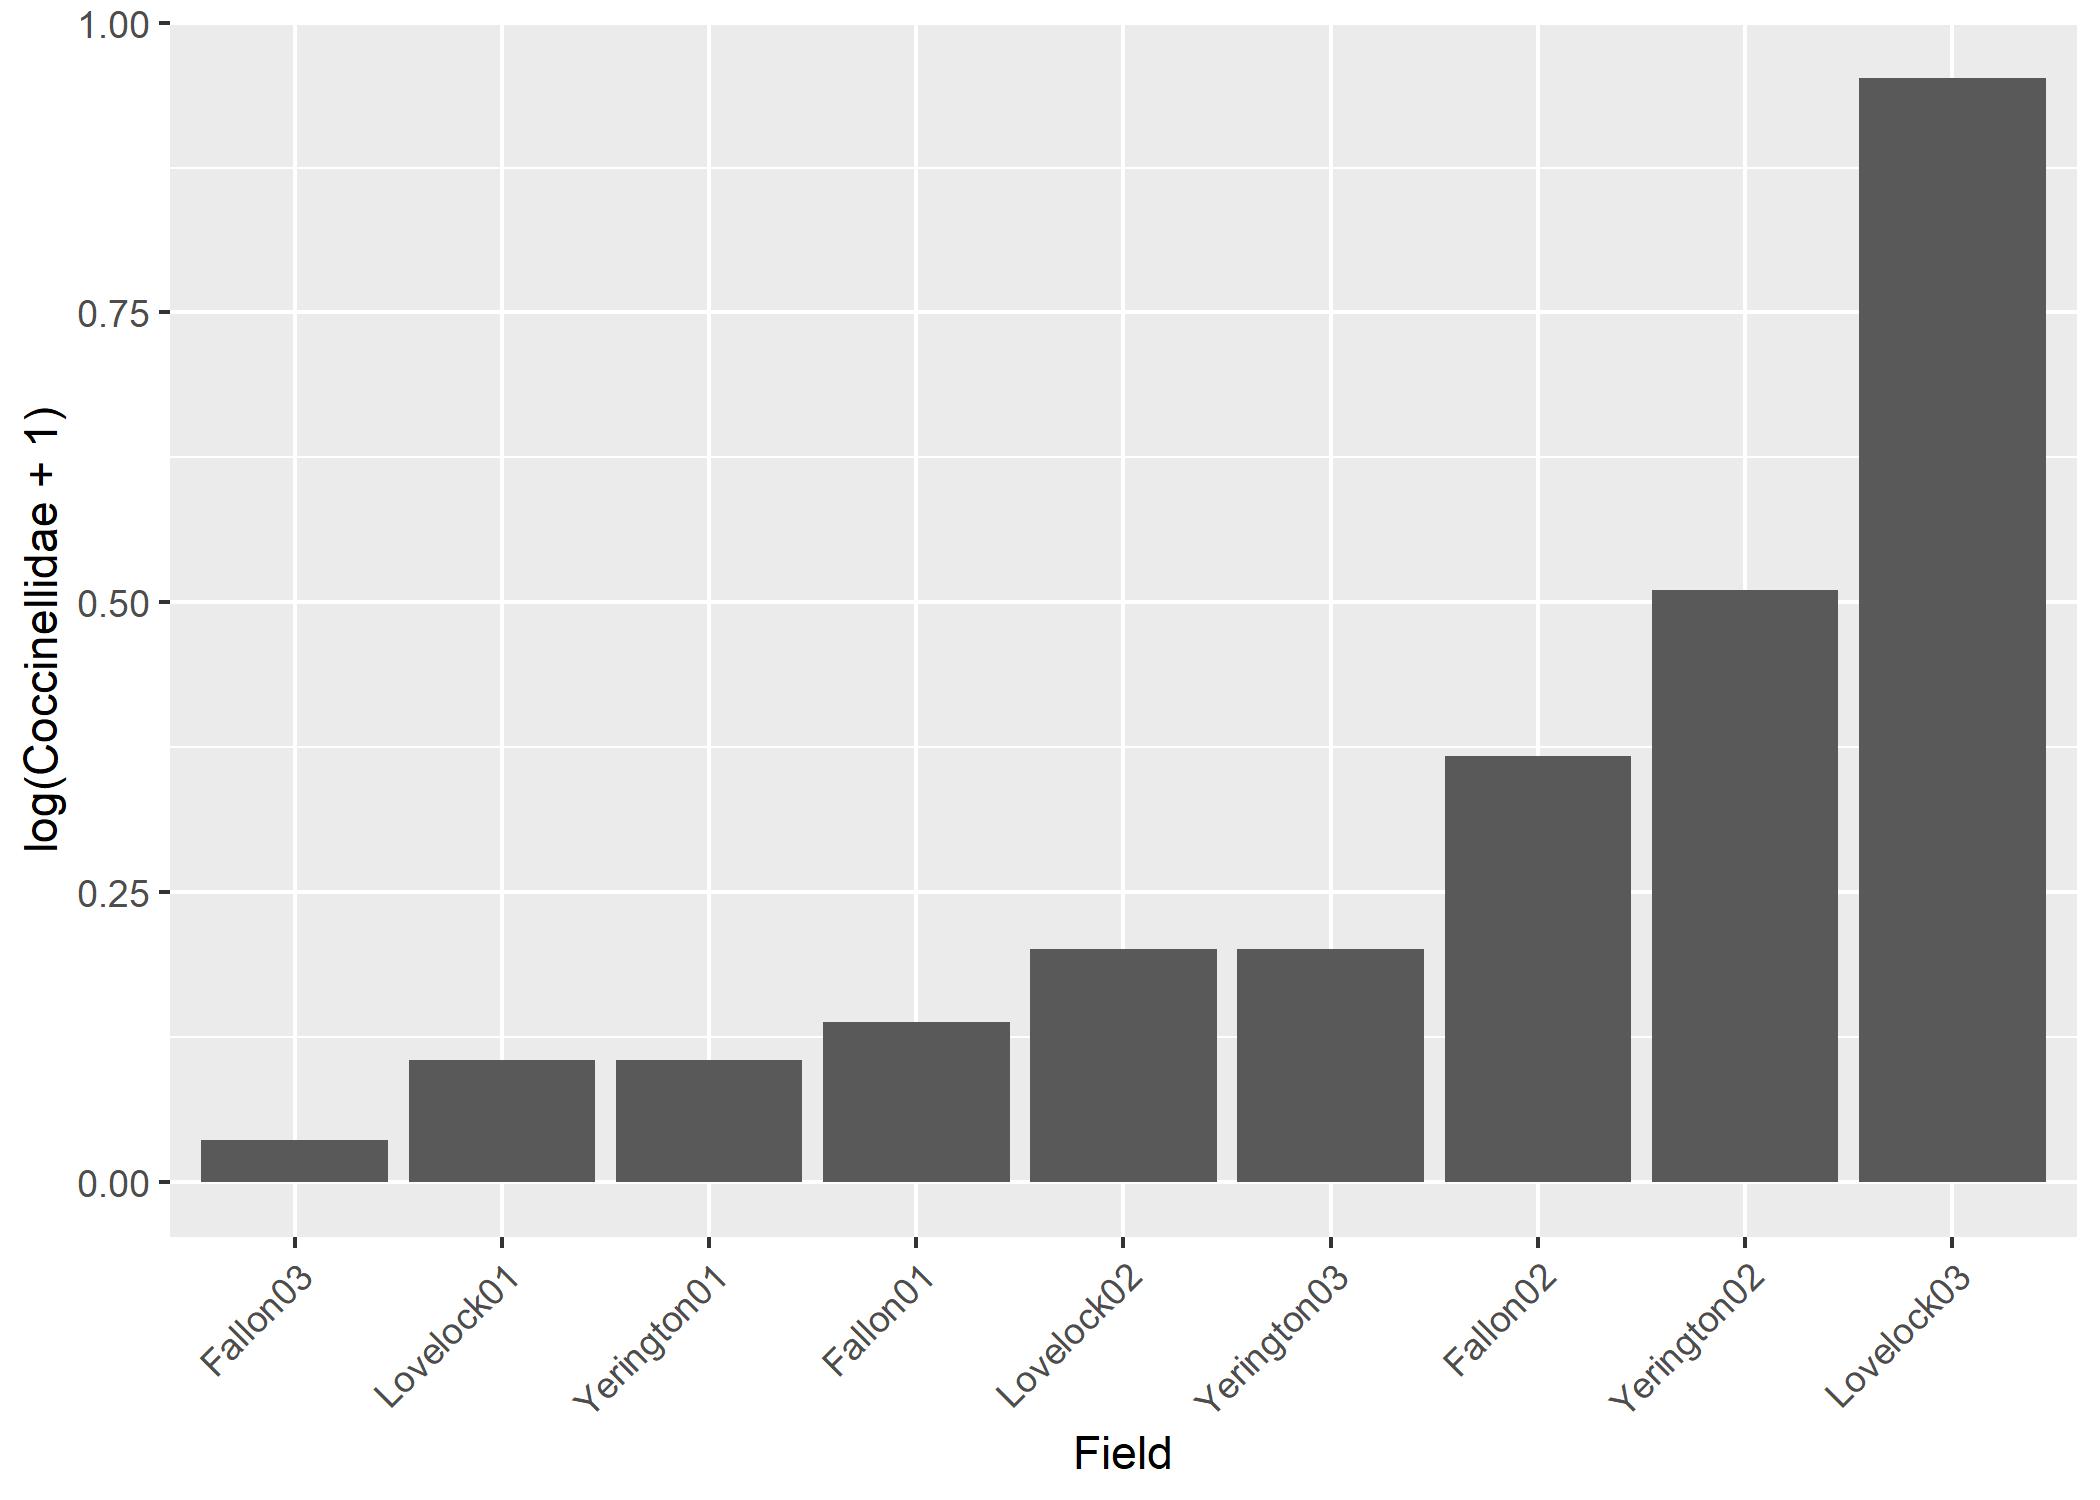 log(Coccinellidae + 1)
1.00
0.75
0.50
0.25
0.00
Fallon03
Lovelock01
Yerington01
Fallon01
Lovelock02
Yerington03
Fallon02
Yerington02
Lovelock03
Field